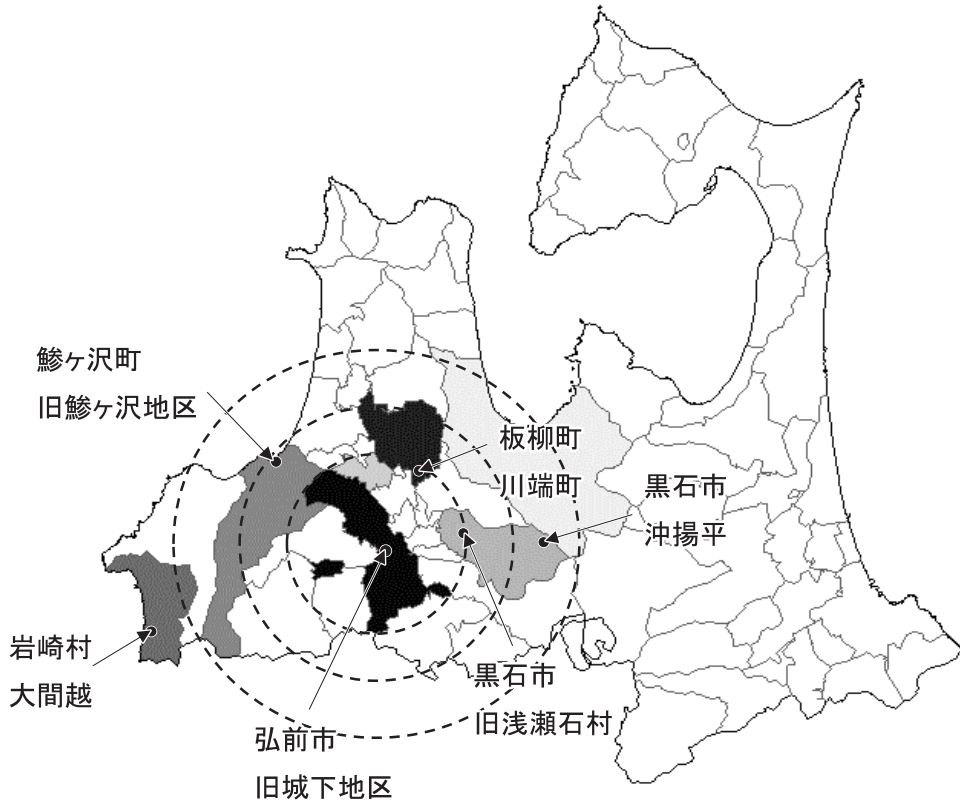 鯵ヶ沢町
旧鯵ヶ沢地区
板柳町
川端町
黒石市
沖揚平
岩崎村
大間越
黒石市
旧浅瀬石村
弘前市
旧城下地区